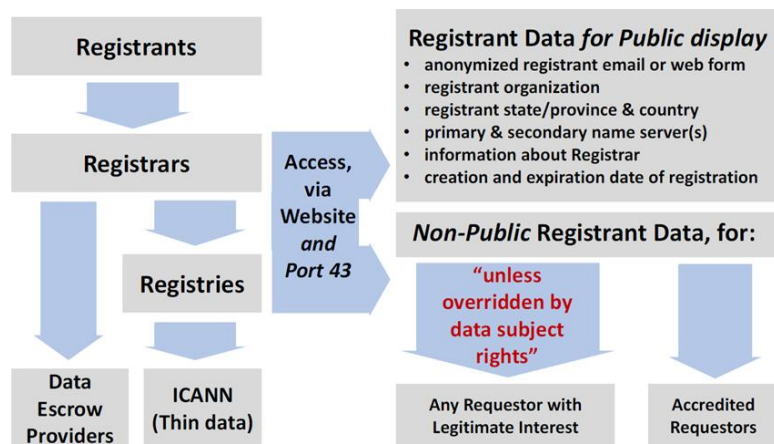 Registrants
Registrars
Registries
Data
Escrow
Providers
ICANN
(Thin data)
Access,
via
Website
and
Port 43
Registrant Data for Public display
• anonymized registrant email or web form
• registrant organization
• registrant state/province & country
• primary & secondary name server(s)
• information about Registrar
• creation and expiration date of registration
Non-Public Registrant Data, for:
“unless
overridden by
data subject
rights”
Any Requestor with
Legitimate Interest
Accredited
Requestors